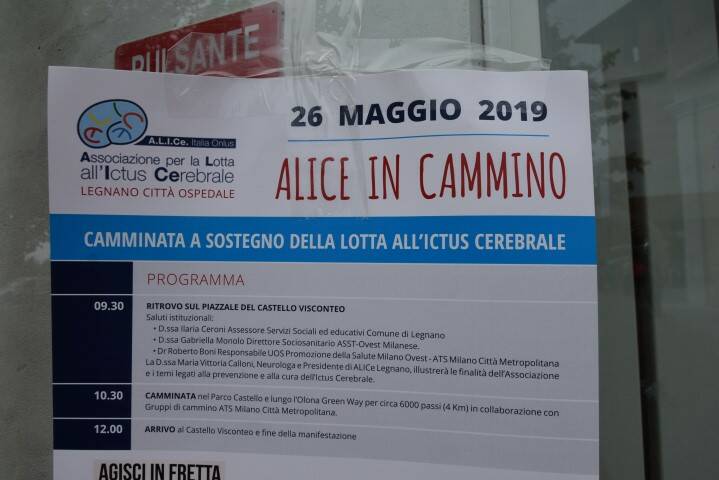 PULSANTE
A.L.I.Ce. Italia Onlus
Associazione per la Lotta
all'Ictus Cerebrale
LEGNANO CITTÀ OSPEDALE
26 MAGGIO 2019
ALICE IN CAMMINO
CAMMINATA A SOSTEGNO DELLA LOTTA ALL'ICTUS CEREBRALE
PROGRAMMA
09.30 RITROVO SUL PIAZZALE DEL CASTELLO VISCONTEO
Saluti istituzionali:
• D.ssa Ilaria Ceroni Assessore Servizi Sociali ed educativi Comune di Legnano
• D.ssa Gabriella Monolo Direttore Sociosanitario ASST-Ovest Milanese.
• Dr Roberto Boni Responsabile UOS Promozione della Salute Milano Ovest - ATS Milano Città Metropolitana
La D.ssa Maria Vittoria Calloni, Neurologa e Presidente di ALICe Legnano, illustrerà le finalità dell'Associazione
e i temi legati alla prevenzione e alla cura dell'Ictus Cerebrale.
10.30 CAMMINATA nel Parco Castello e lungo l'Olona Green Way per circa 6000 passi (4 Km) in collaborazione con
Gruppi di cammino ATS Milano Città Metropolitana.
12.00 ARRIVO al Castello Visconteo e fine della manifestazione
AGISCI IN FRETTA